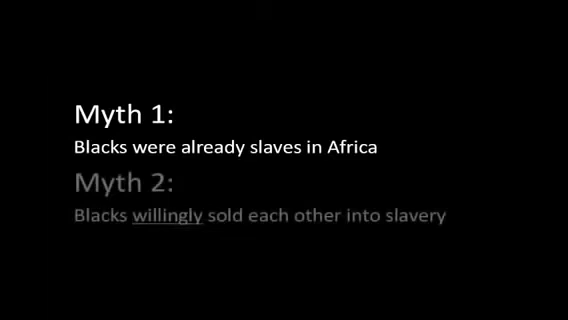 Myth 1:
Blacks were already slaves in Africa
Myth 2:
Blacks willingly sold each other into slavery